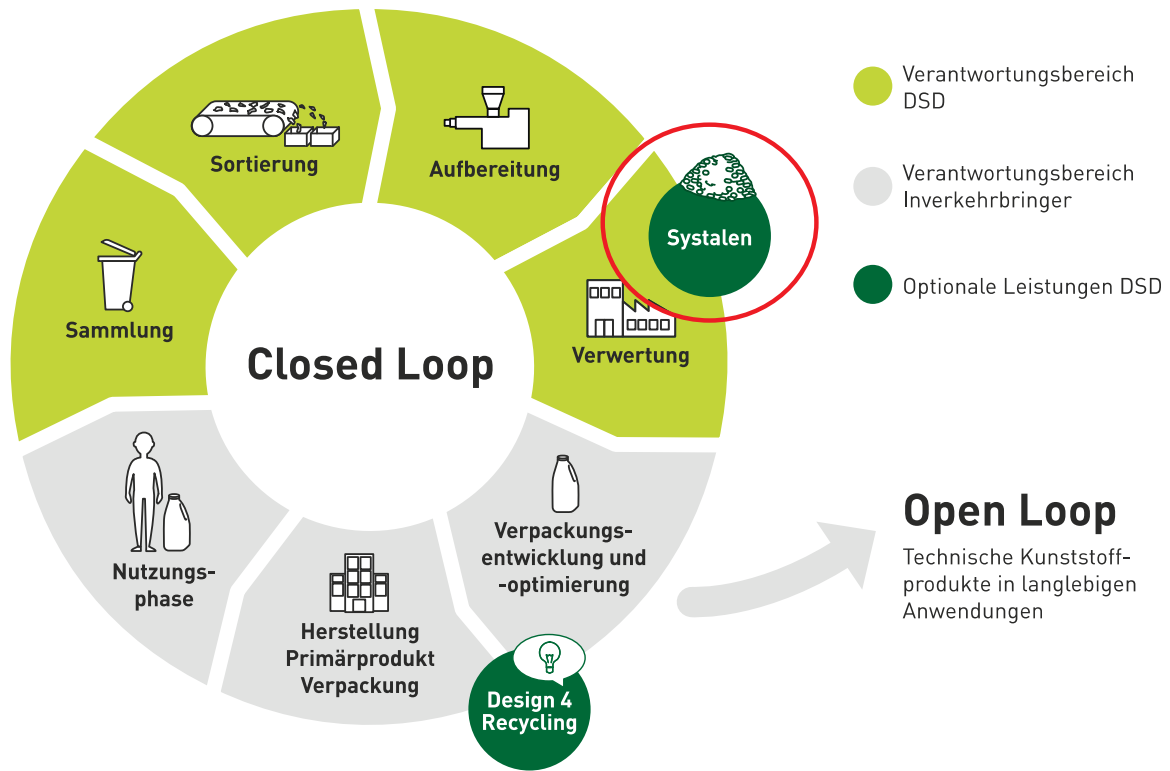 Sortierung
Aufbereitung
Systalen
Sammlung
Verwertung
Closed Loop
Nutzungs-
phase
Herstellung
Primärprodukt
Verpackung
Verpackungs-
entwicklung und
-optimierung
Design 4
Recycling
Verantwortungsbereich
DSD
Verantwortungsbereich
Inverkehrbringer
Optionale Leistungen DSD
Open Loop
Technische Kunststoff-
produkte in langlebigen
Anwendungen